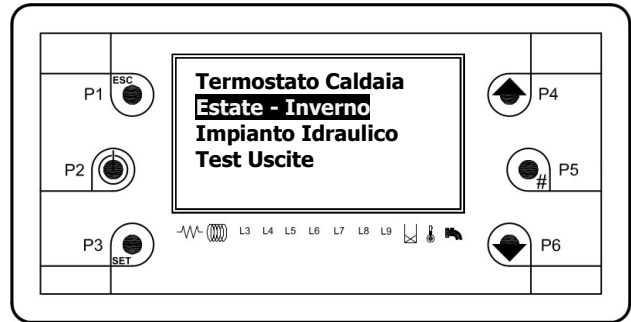 ESC
P1
P2
P3
SET
Termostato Caldaia
Estate - Inverno
Impianto Idraulico
Test Uscite
L3 L4 L5 L6 L7 L8 L9
P4
P5
#
P6